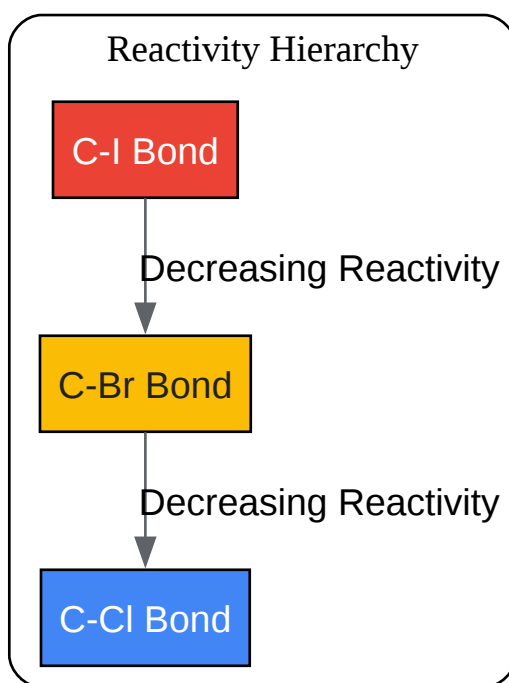 Reactivity Hierarchy
C-I Bond
Decreasing Reactivity
C-Br Bond
Decreasing Reactivity
C-Cl Bond